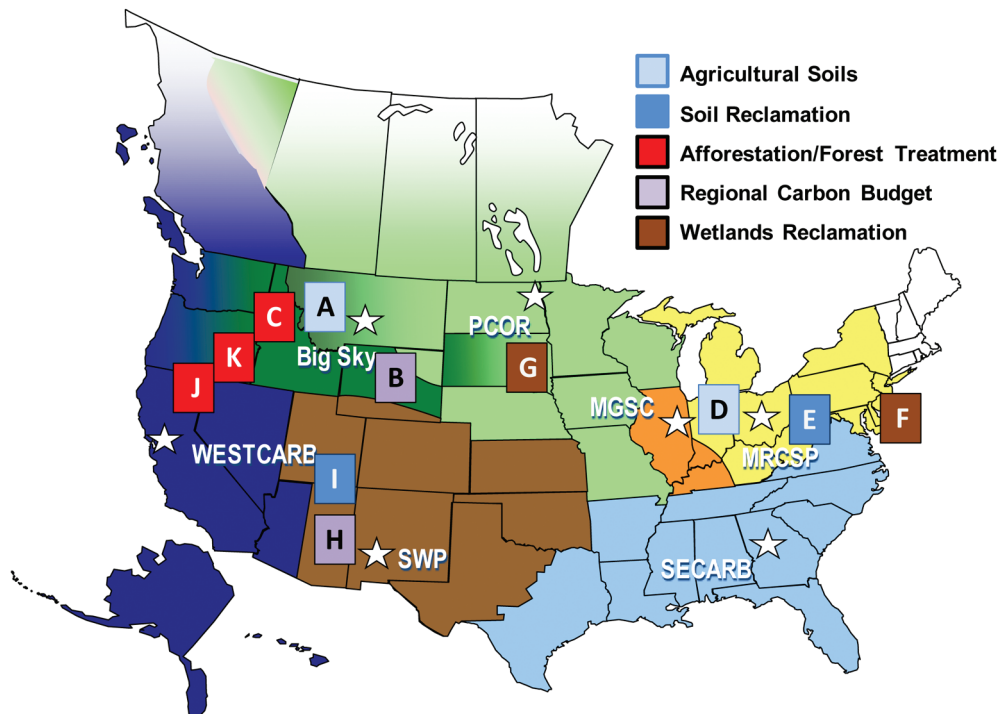 Agricultural Soils
Soil Reclamation
Afforestation/Forest Treatment
Regional Carbon Budget
Wetlands Reclamation
A
C
PCOR
Big Sky
K
G
B
J
MGSC
D
E
F
WESTCARB
MRCSP
I
H
SWP
SECARB